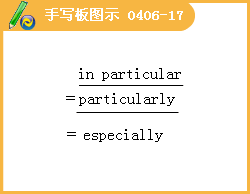 手写板图示 0406-17
in particular
=particularly
= especially